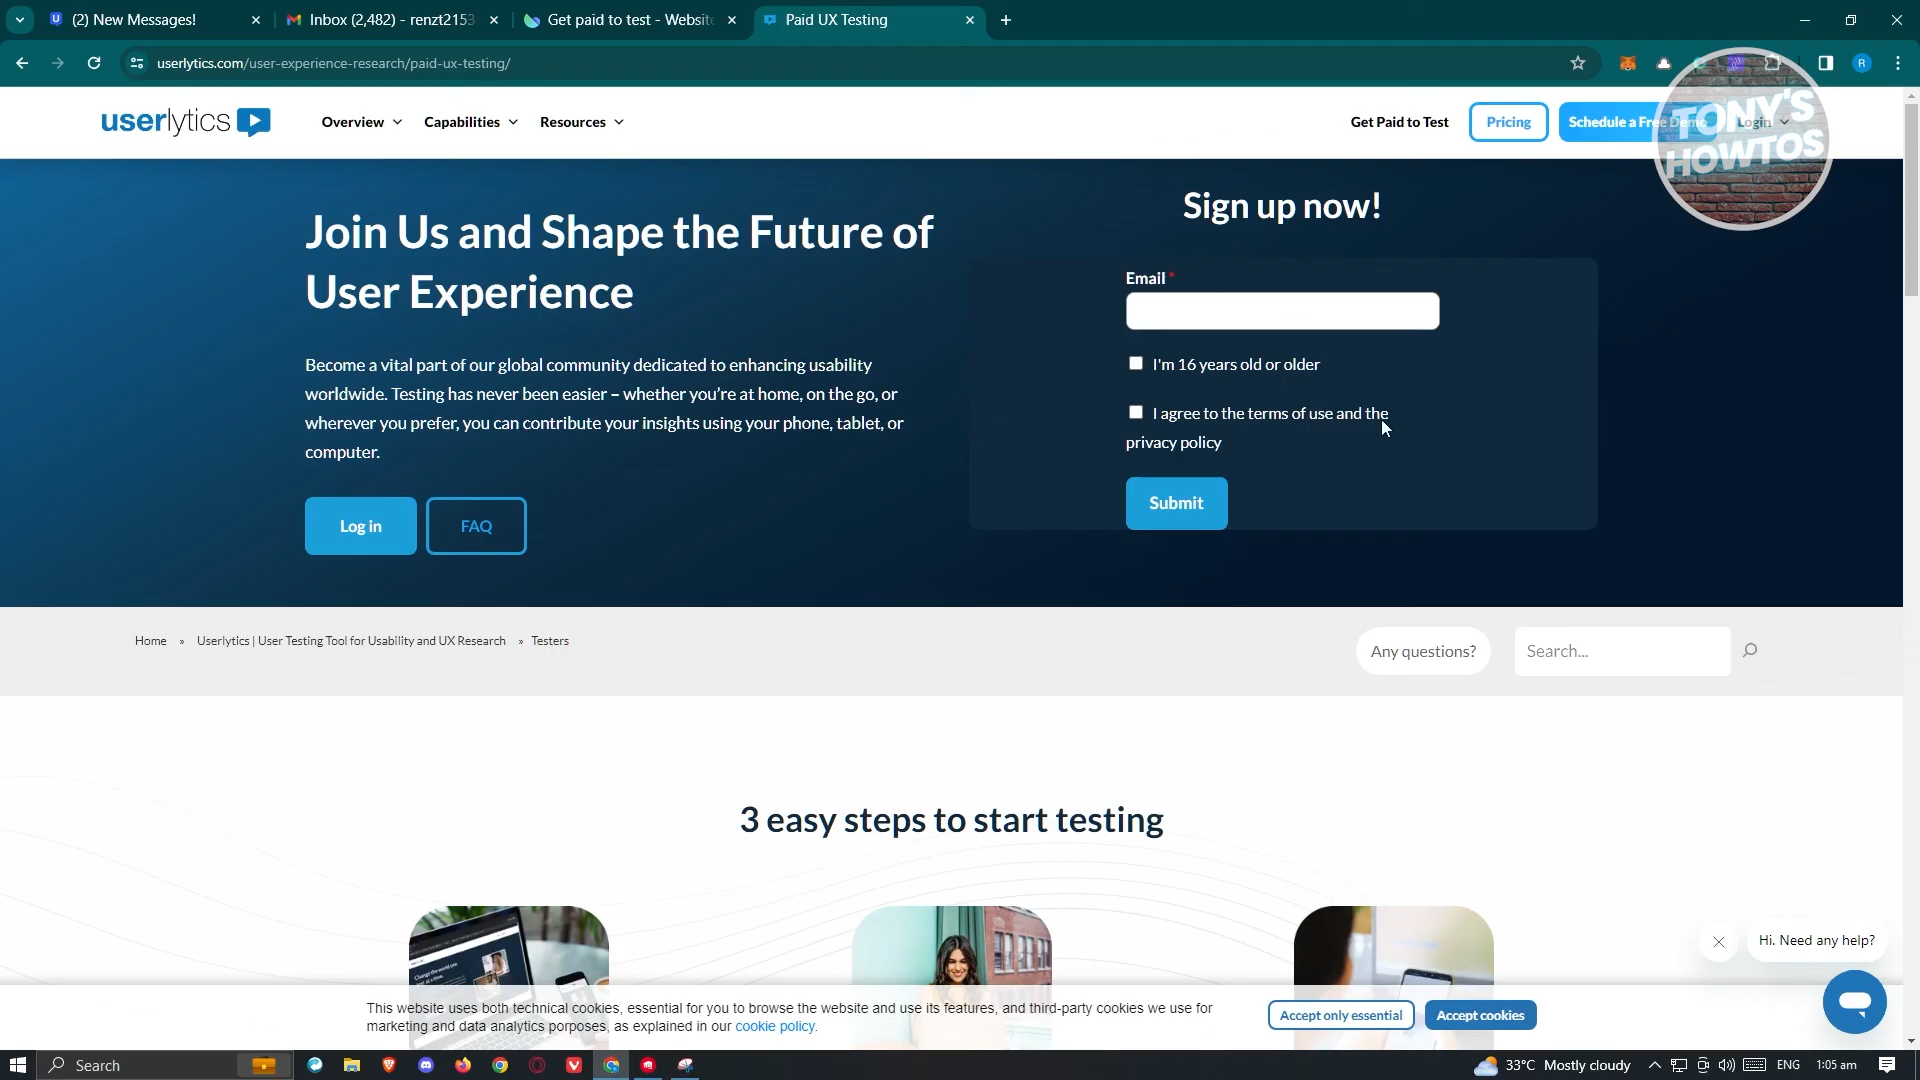 (2) New Messages!
Inbox (2,482) - renzt2153
Get paid to test - Website
Paid UX Testing
userlytics.com/user-experience-research/paid-ux-testing/
R
userlytics
Overview
Capabilities
Resources
Get Paid to Test
Pricing
Schedule a Free Demo
Login
TONY'S
HOWTOS
Join Us and Shape the Future of
User Experience
Become a vital part of our global community dedicated to enhancing usability
worldwide. Testing has never been easier – whether you're at home, on the go, or
wherever you prefer, you can contribute your insights using your phone, tablet, or
computer.
Log in
FAQ
Sign up now!
Email *
I'm 16 years old or older
I agree to the terms of use and the
privacy policy
Submit
Home » Userlytics | User Testing Tool for Usability and UX Research » Testers
Any questions?
Search...
3 easy steps to start testing
Hi. Need any help?
This website uses both technical cookies, essential for you to browse the website and use its features, and third-party cookies we use for
marketing and data analytics porposes, as explained in our cookie policy.
Accept only essential
Accept cookies
Search
33°C Mostly cloudy
ENG
1:05 am